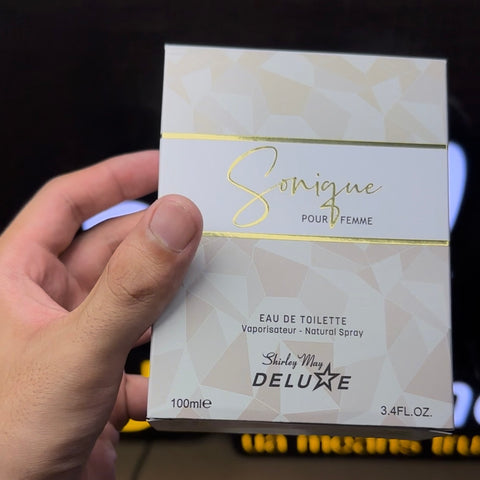 Sonique
POUR FEMME
EAU DE TOILETTE
Vaporisateur - Natural Spray
Shirley May
DELUXE
100ml℮
3.4FL.OZ.